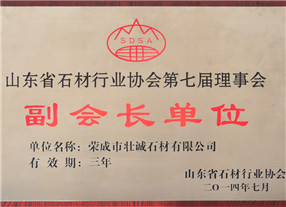 SDSA
山东省石材行业协会第七届理事会
副会长单位
单位名称：荣成市壮诚石材有限公司
有效期：三年
山东省石材行业协会
二〇一四年七月